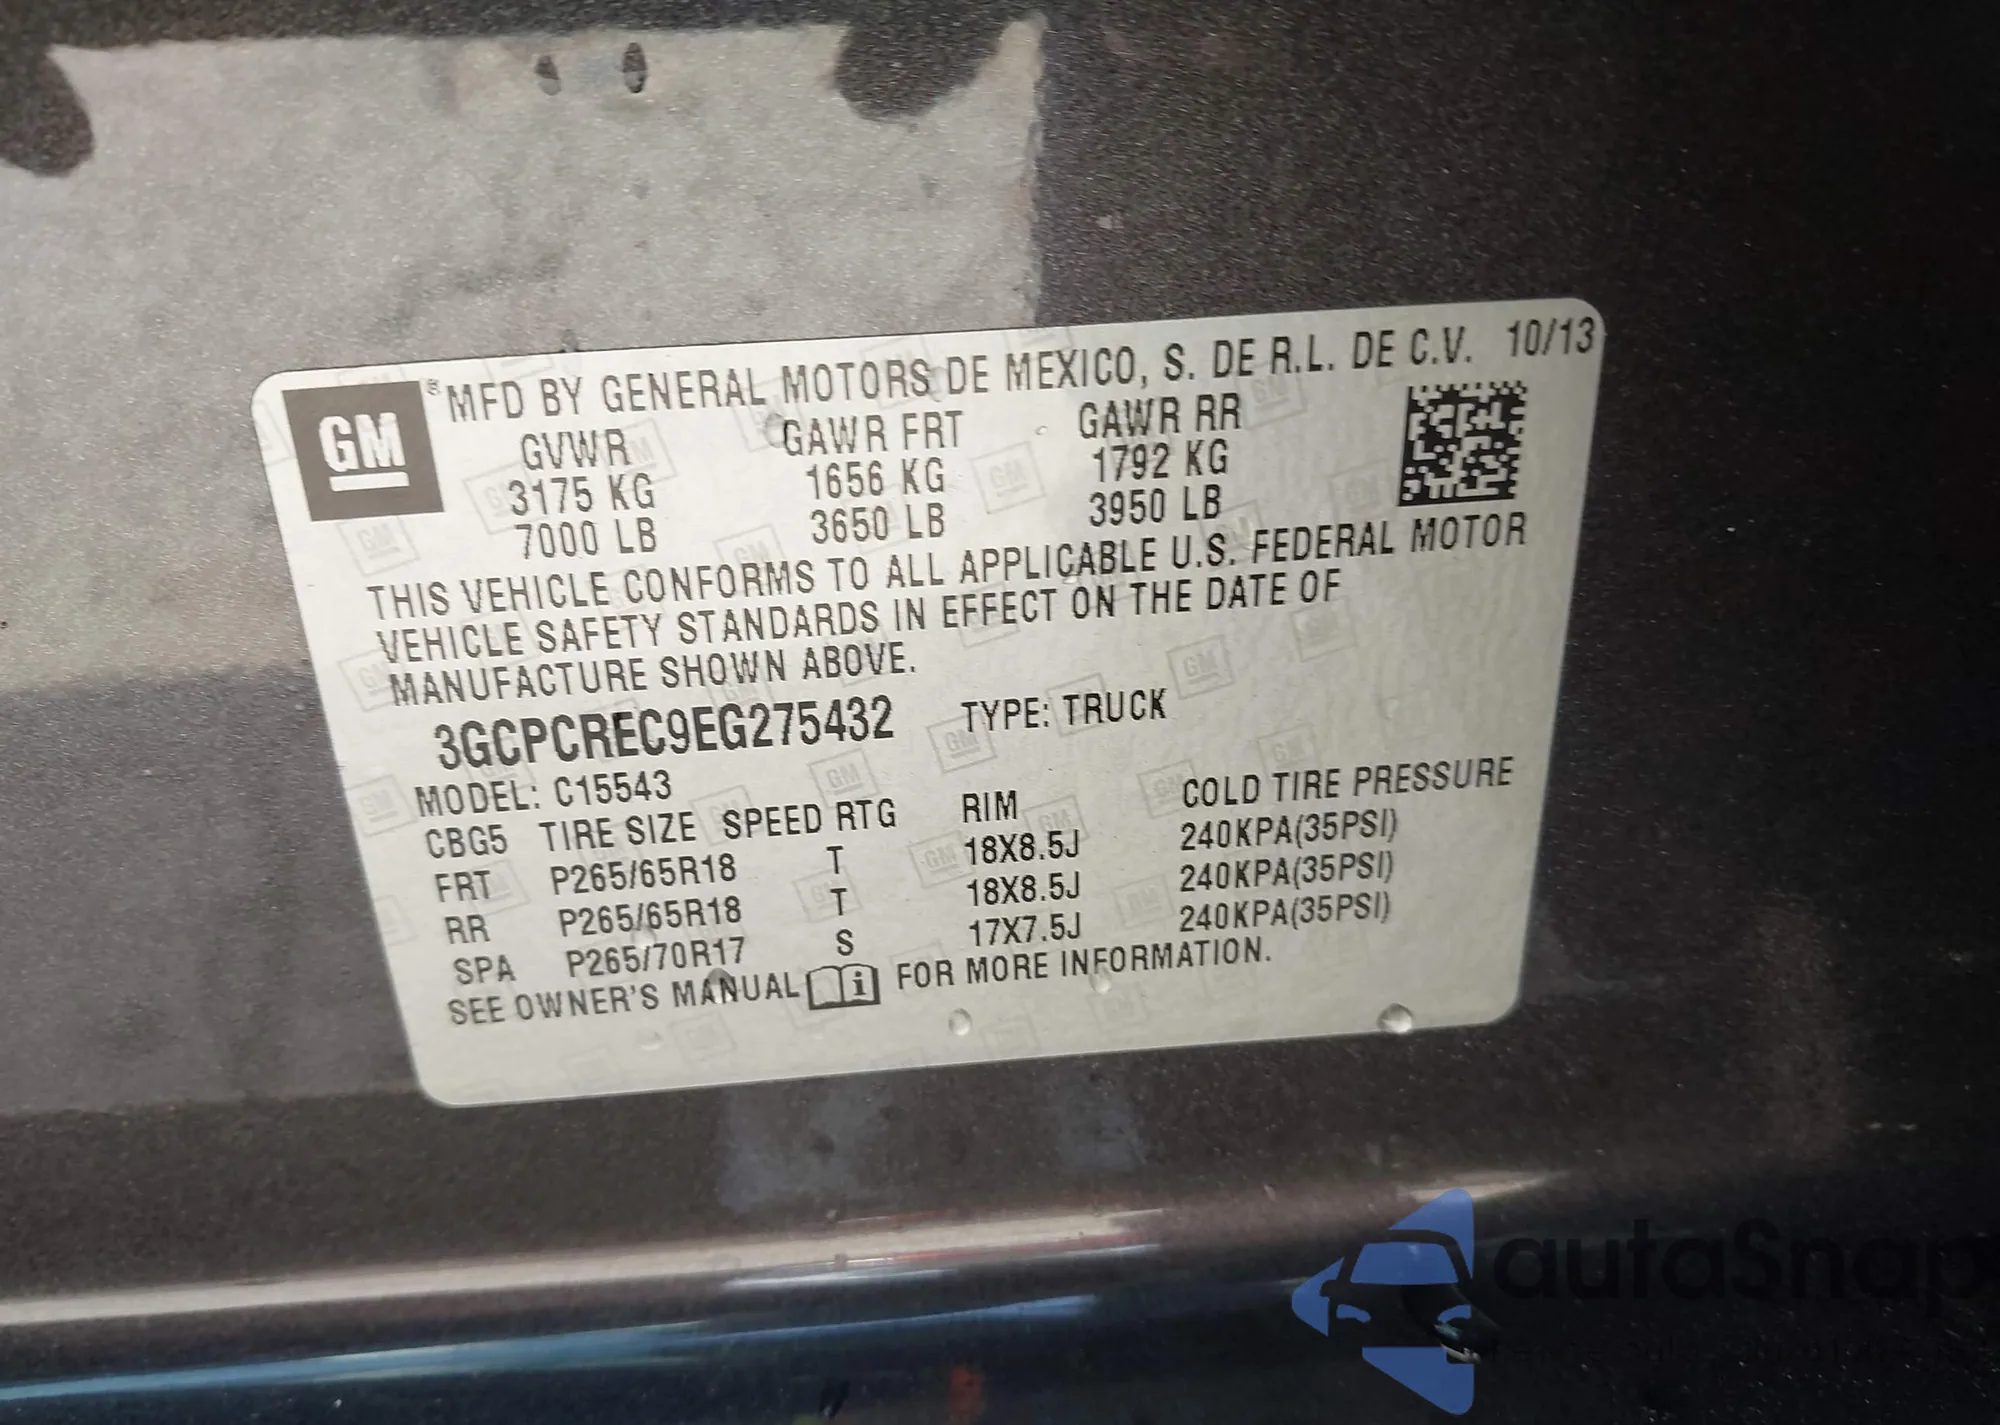 GM
® MFD BY GENERAL MOTORS DE MEXICO, S. DE R.L. DE C.V. 10/13
GVWR GAWR FRT GAWR RR
3175 KG 1656 KG 1792 KG
7000 LB 3650 LB 3950 LB
THIS VEHICLE CONFORMS TO ALL APPLICABLE U.S. FEDERAL MOTOR
VEHICLE SAFETY STANDARDS IN EFFECT ON THE DATE OF
MANUFACTURE SHOWN ABOVE.
3GCPCREC9EG275432 TYPE: TRUCK
MODEL: C15543
CBG5 TIRE SIZE SPEED RTG RIM COLD TIRE PRESSURE
FRT P265/65R18 T 18X8.5J 240KPA(35PSI)
RR P265/65R18 T 18X8.5J 240KPA(35PSI)
SPA P265/70R17 S 17X7.5J 240KPA(35PSI)
SEE OWNER'S MANUAL i FOR MORE INFORMATION.
autaSnap